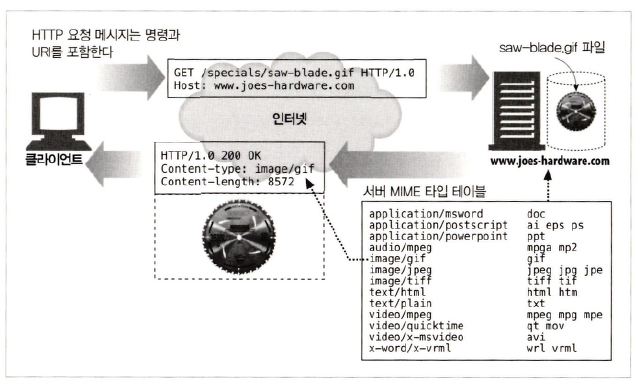 HTTP 요청 메시지는 명령과
URI를 포함한다
saw-blade.gif 파일
GET /specials/saw-blade.gif HTTP/1.0
Host: www.joes-hardware.com
인터넷
클라이언트
www.joes-hardware.com
HTTP/1.0 200 OK
Content-type: image/gif
Content-length: 8572
서버 MIME 타입 테이블
application/msword doc
application/postscript ai eps ps
application/powerpoint ppt
audio/mpeg mpga mp2
image/gif gif
image/jpeg jpeg jpg jpe
image/tiff tiff tif
text/html html htm
text/plain txt
video/mpeg mpeg mpg mpe
video/quicktime qt mov
video/x-msvideo avi
x-word/x-vrml wrl vrml